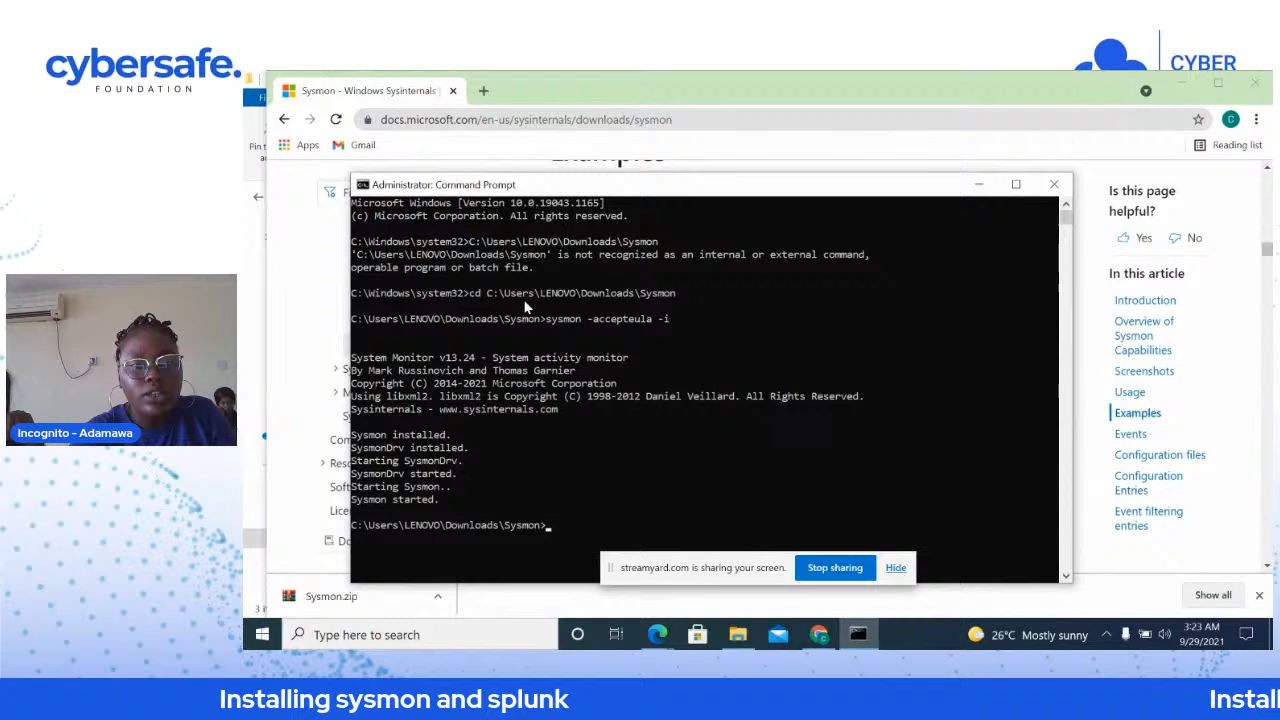 cybersafe.
FOUNDATION
CYBER
Sysmon - Windows Sysinternals
docs.microsoft.com/en-us/sysinternals/downloads/sysmon
Apps
Gmail
Reading list
Examples
Administrator: Command Prompt
Microsoft Windows [Version 10.0.19043.1165]
(c) Microsoft Corporation. All rights reserved.
C:\Windows\system32>C:\Users\LENOVO\Downloads\Sysmon
'C:\Users\LENOVO\Downloads\Sysmon' is not recognized as an internal or external command,
operable program or batch file.
C:\Windows\system32>cd C:\Users\LENOVO\Downloads\Sysmon
C:\Users\LENOVO\Downloads\Sysmon>sysmon -accepteula -i
System Monitor v13.24 - System activity monitor
By Mark Russinovich and Thomas Garnier
Copyright (C) 2014-2021 Microsoft Corporation
Using libxml2. libxml2 is Copyright (C) 1998-2012 Daniel Veillard. All Rights Reserved.
Sysinternals - www.sysinternals.com
Sysmon installed.
SysmonDrv installed.
Starting SysmonDrv.
SysmonDrv started.
Starting Sysmon..
Sysmon started.
C:\Users\LENOVO\Downloads\Sysmon>
Is this page
helpful?
Yes
No
In this article
Introduction
Overview of
Sysmon
Capabilities
Screenshots
Usage
Examples
Events
Configuration files
Configuration
Entries
Event filtering
entries
Incognito - Adamawa
streamyard.com is sharing your screen.
Stop sharing
Hide
Sysmon.zip
Show all
Type here to search
26°C Mostly sunny
3:23 AM
9/29/2021
Installing sysmon and splunk
Install